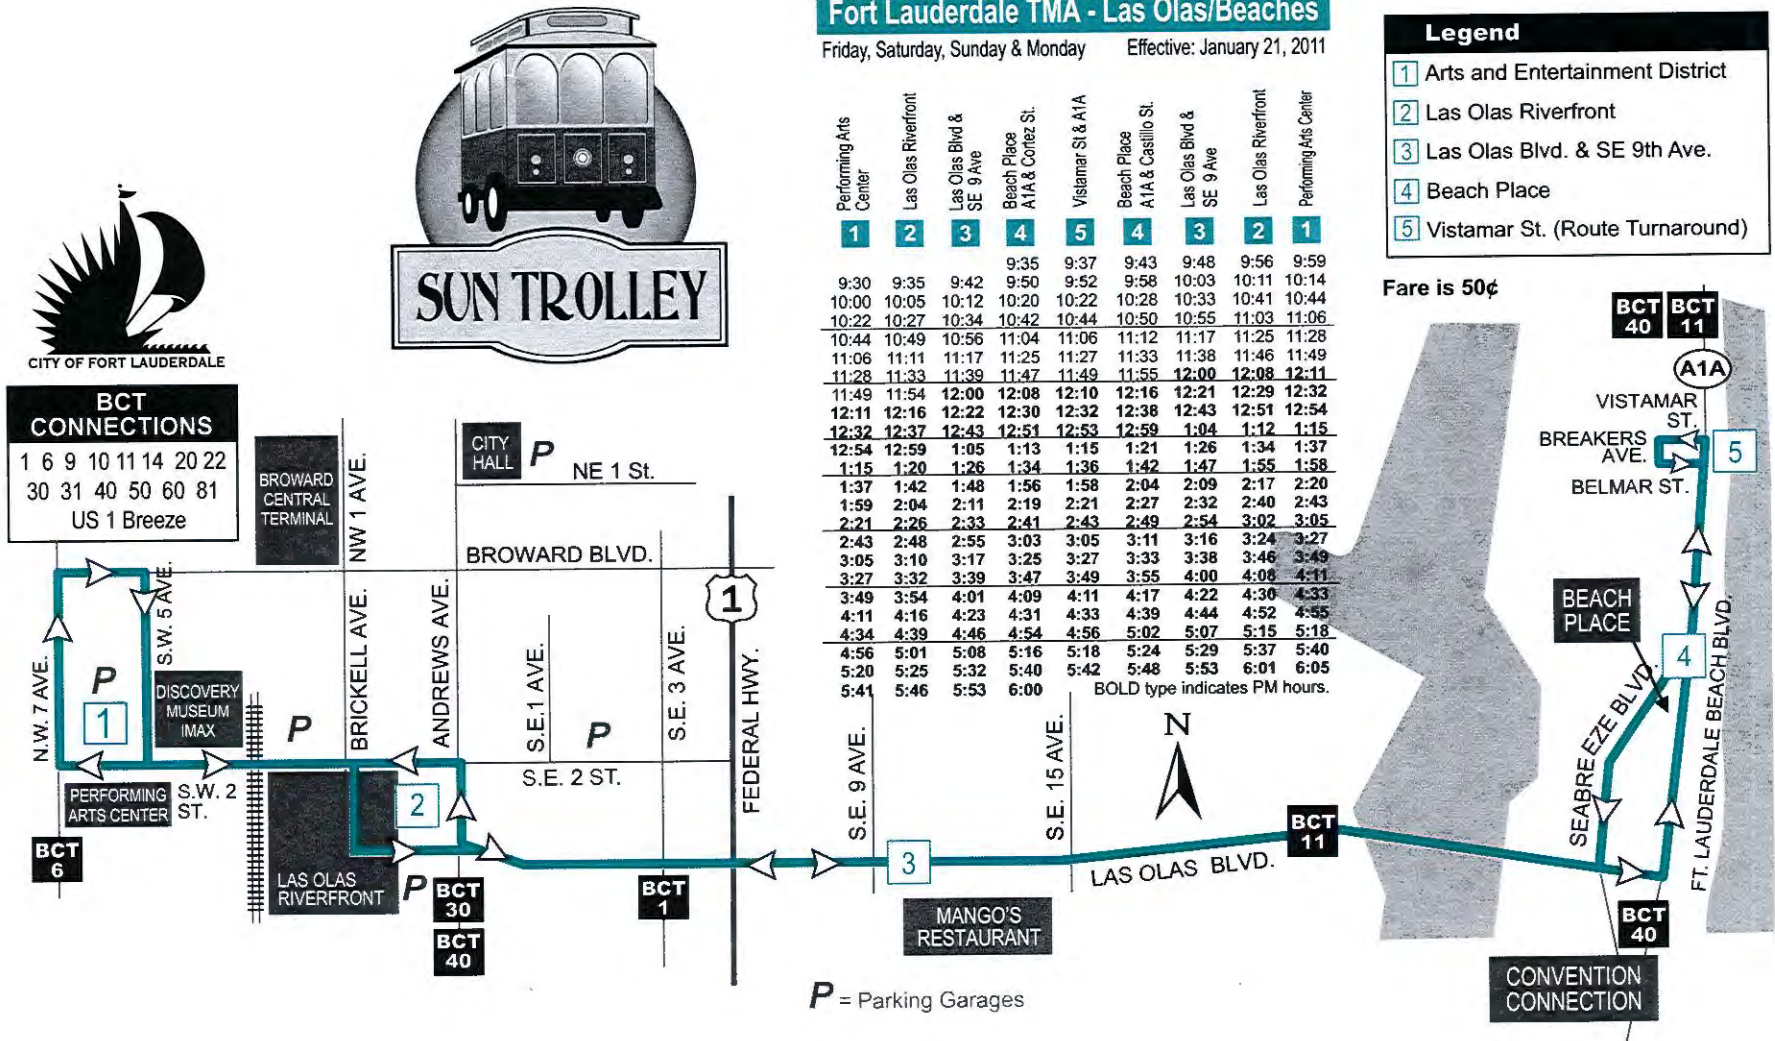 Fort Lauderdale TMA - Las Olas/Beaches
Friday, Saturday, Sunday & Monday Effective: January 21, 2011
Performing Arts Center
Las Olas Riverfront
Las Olas Blvd & SE 9 Ave
Beach Place A1A & Cortez St.
Vistamar St & A1A
Beach Place A1A & Castillo St.
Las Olas Blvd & SE 9 Ave
Las Olas Riverfront
Performing Arts Center
1 2 3 4 5 4 3 2 1
9:35 9:37 9:43 9:48 9:56 9:59
9:30 9:35 9:42 9:50 9:52 9:58 10:03 10:11 10:14
10:00 10:05 10:12 10:20 10:22 10:28 10:33 10:41 10:44
10:22 10:27 10:34 10:42 10:44 10:50 10:55 11:03 11:06
10:44 10:49 10:56 11:04 11:06 11:12 11:17 11:25 11:28
11:06 11:11 11:17 11:25 11:27 11:33 11:38 11:46 11:49
11:28 11:33 11:39 11:47 11:49 11:55 12:00 12:08 12:11
11:49 11:54 12:00 12:08 12:10 12:16 12:21 12:29 12:32
12:11 12:16 12:22 12:30 12:32 12:38 12:43 12:51 12:54
12:32 12:37 12:43 12:51 12:53 12:59 1:04 1:12 1:15
12:54 12:59 1:05 1:13 1:15 1:21 1:26 1:34 1:37
1:15 1:20 1:26 1:34 1:36 1:42 1:47 1:55 1:58
1:37 1:42 1:48 1:56 1:58 2:04 2:09 2:17 2:20
1:59 2:04 2:11 2:19 2:21 2:27 2:32 2:40 2:43
2:21 2:26 2:33 2:41 2:43 2:49 2:54 3:02 3:05
2:43 2:48 2:55 3:03 3:05 3:11 3:16 3:24 3:27
3:05 3:10 3:17 3:25 3:27 3:33 3:38 3:46 3:49
3:27 3:32 3:39 3:47 3:49 3:55 4:00 4:08 4:11
3:49 3:54 4:01 4:09 4:11 4:17 4:22 4:30 4:33
4:11 4:16 4:23 4:31 4:33 4:39 4:44 4:52 4:55
4:34 4:39 4:46 4:54 4:56 5:02 5:07 5:15 5:18
4:56 5:01 5:08 5:16 5:18 5:24 5:29 5:37 5:40
5:20 5:25 5:32 5:40 5:42 5:48 5:53 6:01 6:05
5:41 5:46 5:53 6:00 BOLD type indicates PM hours.
Legend
1 Arts and Entertainment District
2 Las Olas Riverfront
3 Las Olas Blvd. & SE 9th Ave.
4 Beach Place
5 Vistamar St. (Route Turnaround)
Fare is 50¢
SUN TROLLEY
CITY OF FORT LAUDERDALE
BCT
CONNECTIONS
1 6 9 10 11 14 20 22
30 31 40 50 60 81
US 1 Breeze
BROWARD
CENTRAL
TERMINAL
NW 1 AVE.
CITY
HALL
P
NE 1 St.
BROWARD BLVD.
1
N.W. 7 AVE.
S.W. 5 AVE.
P
1
DISCOVERY
MUSEUM
IMAX
P
BRICKELL AVE.
ANDREWS AVE.
S.E.1 AVE.
P
S.E. 3 AVE.
FEDERAL HWY.
S.E. 2 ST.
PERFORMING
ARTS CENTER
S.W. 2
ST.
2
BCT
6
LAS OLAS
RIVERFRONT
P
BCT
30
BCT
40
BCT
1
S.E. 9 AVE.
3
S.E. 15 AVE.
N
LAS OLAS BLVD.
BCT
11
MANGO'S
RESTAURANT
P = Parking Garages
BCT
40
BCT
11
A1A
VISTAMAR
ST.
BREAKERS
AVE.
5
BELMAR ST.
BEACH
PLACE
4
SEABREEZE BLVD.
FT. LAUDERDALE BEACH BLVD.
BCT
40
CONVENTION
CONNECTION